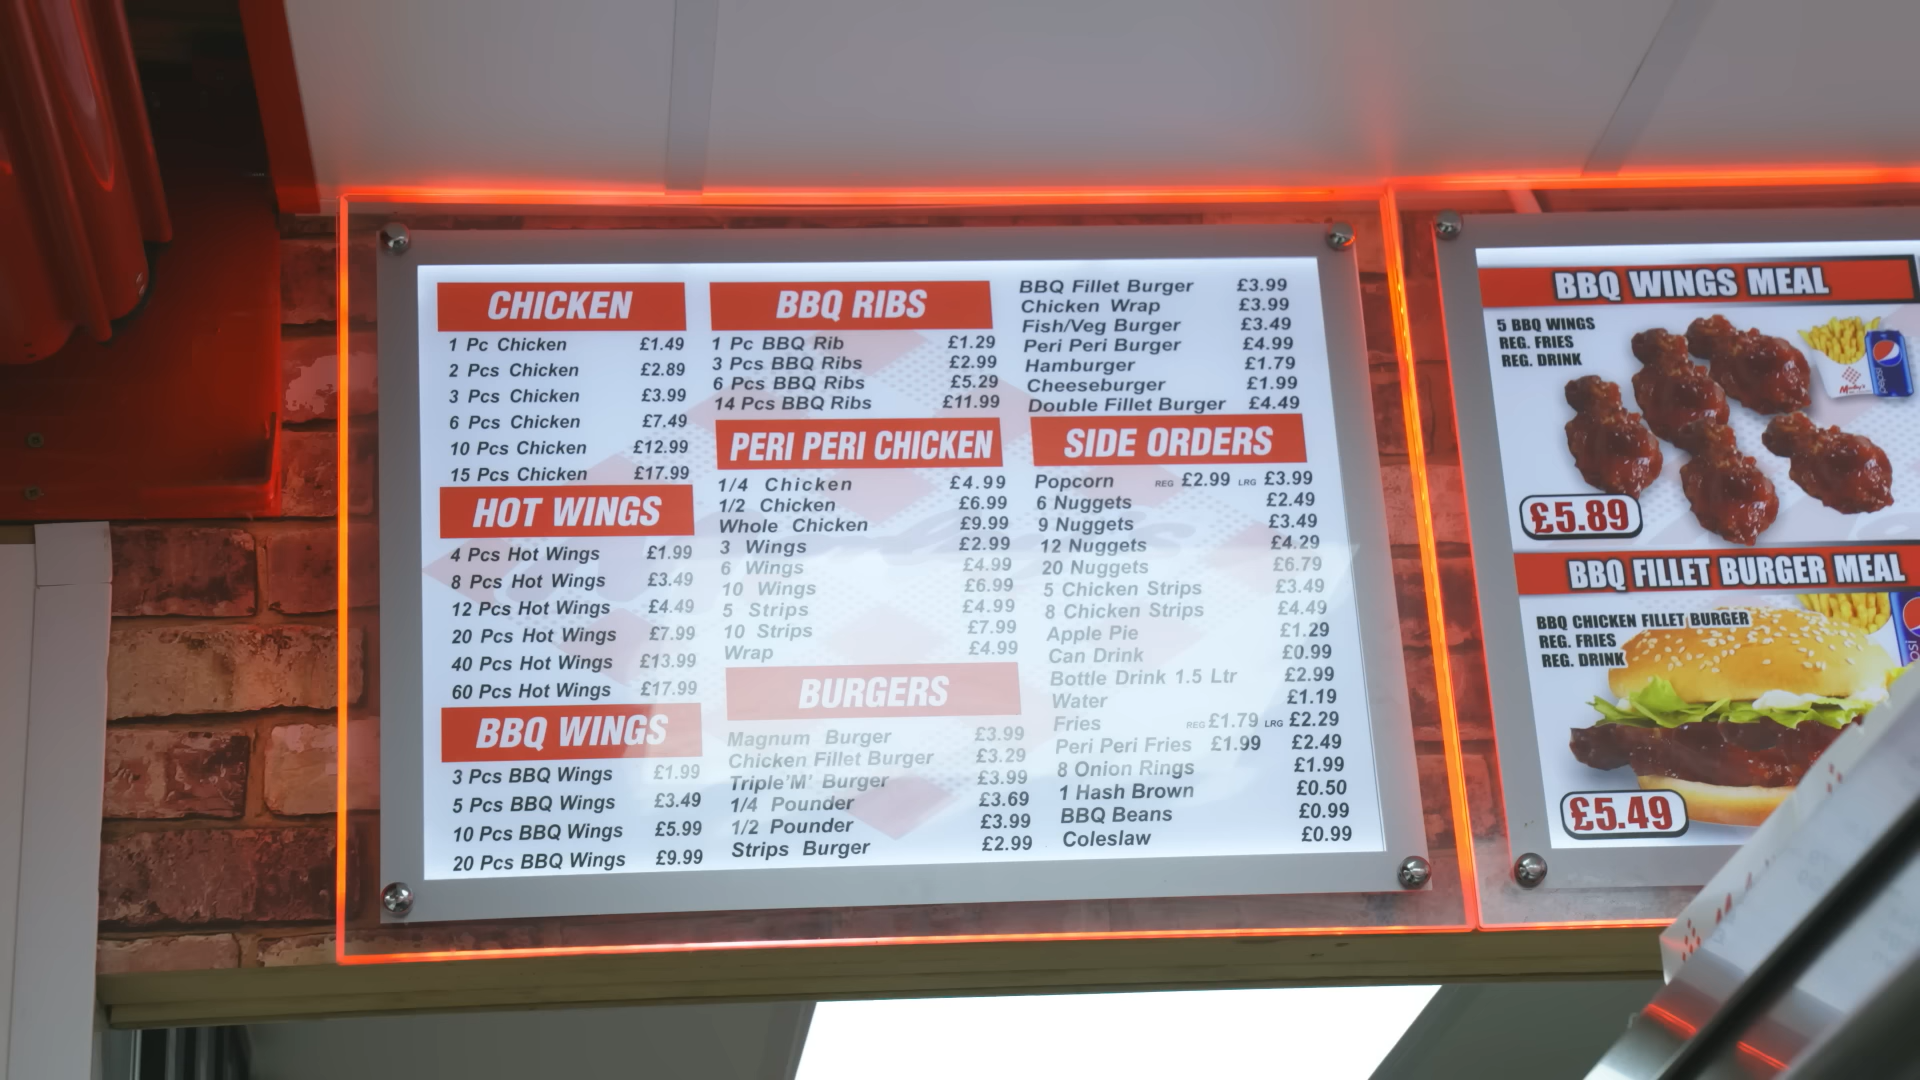 CHICKEN
1 Pc Chicken £1.49
2 Pcs Chicken £2.89
3 Pcs Chicken £3.99
6 Pcs Chicken £7.49
10 Pcs Chicken £12.99
15 Pcs Chicken £17.99
HOT WINGS
4 Pcs Hot Wings £1.99
8 Pcs Hot Wings £3.49
12 Pcs Hot Wings £4.49
20 Pcs Hot Wings £7.99
40 Pcs Hot Wings £13.99
60 Pcs Hot Wings £17.99
BBQ WINGS
3 Pcs BBQ Wings £1.99
5 Pcs BBQ Wings £3.49
10 Pcs BBQ Wings £5.99
20 Pcs BBQ Wings £9.99
BBQ RIBS
1 Pc BBQ Rib £1.29
3 Pcs BBQ Ribs £2.99
6 Pcs BBQ Ribs £5.29
14 Pcs BBQ Ribs £11.99
PERI PERI CHICKEN
1/4 Chicken £4.99
1/2 Chicken £6.99
Whole Chicken £9.99
3 Wings £2.99
6 Wings £4.99
10 Wings £6.99
5 Strips £4.99
10 Strips £7.99
Wrap £4.99
BURGERS
Magnum Burger £3.99
Chicken Fillet Burger £3.29
Triple'M' Burger £3.99
1/4 Pounder £3.69
1/2 Pounder £3.99
Strips Burger £2.99
BBQ Fillet Burger £3.99
Chicken Wrap £3.99
Fish/Veg Burger £3.49
Peri Peri Burger £4.99
Hamburger £1.79
Cheeseburger £1.99
Double Fillet Burger £4.49
SIDE ORDERS
Popcorn REG £2.99 LRG £3.99
6 Nuggets £2.49
9 Nuggets £3.49
12 Nuggets £4.29
20 Nuggets £6.79
5 Chicken Strips £3.49
8 Chicken Strips £4.49
Apple Pie £1.29
Can Drink £0.99
Bottle Drink 1.5 Ltr £2.99
Water £1.19
Fries REG £1.79 LRG £2.29
Peri Peri Fries £1.99 £2.49
8 Onion Rings £1.99
1 Hash Brown £0.50
BBQ Beans £0.99
Coleslaw £0.99
BBQ WINGS MEAL
5 BBQ WINGS
REG. FRIES
REG. DRINK
pepsi
£5.89
BBQ FILLET BURGER MEAL
BBQ CHICKEN FILLET BURGER
REG. FRIES
REG. DRINK
£5.49